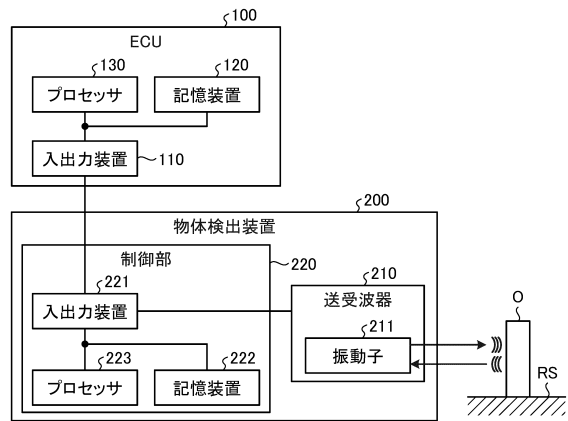 100
ECU
130
120
プロセッサ
記憶装置
入出力装置
110
200
物体検出装置
制御部
220
221
210
入出力装置
送受波器
211
振動子
O
223
222
プロセッサ
記憶装置
RS